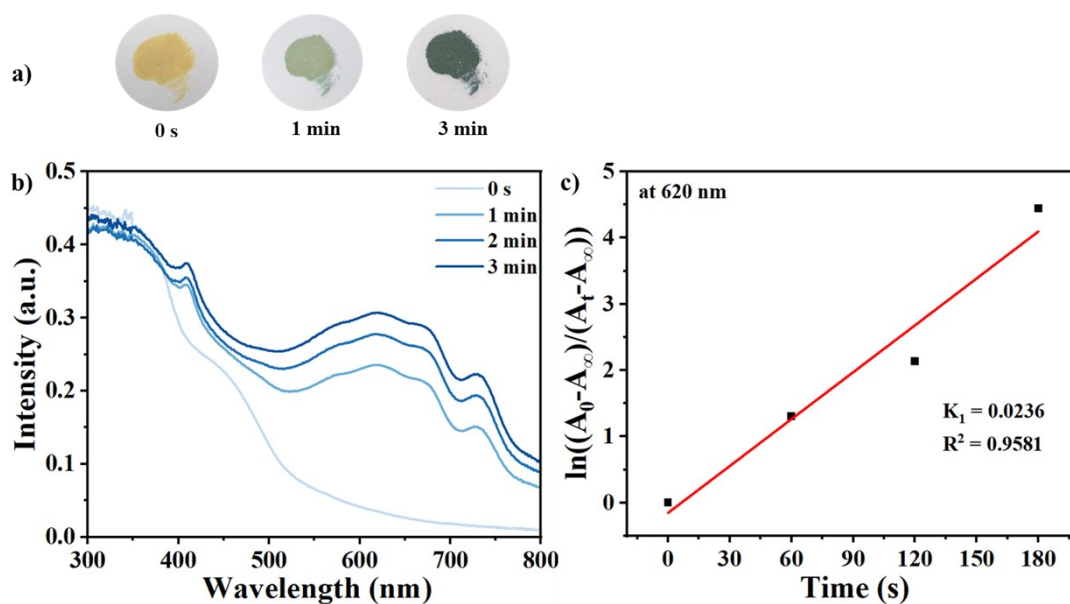 a)
0 s
1 min
3 min
b)
0.5
0.4
0.3
0.2
0.1
0.0
Intensity (a.u.)
0 s
1 min
2 min
3 min
300
400
500
600
700
800
Wavelength (nm)
c)
at 620 nm
5
4
3
2
1
0
ln((A₀-A∞)/(Aₜ-A∞))
K₁ = 0.0236
R² = 0.9581
0
30
60
90
120
150
180
Time (s)